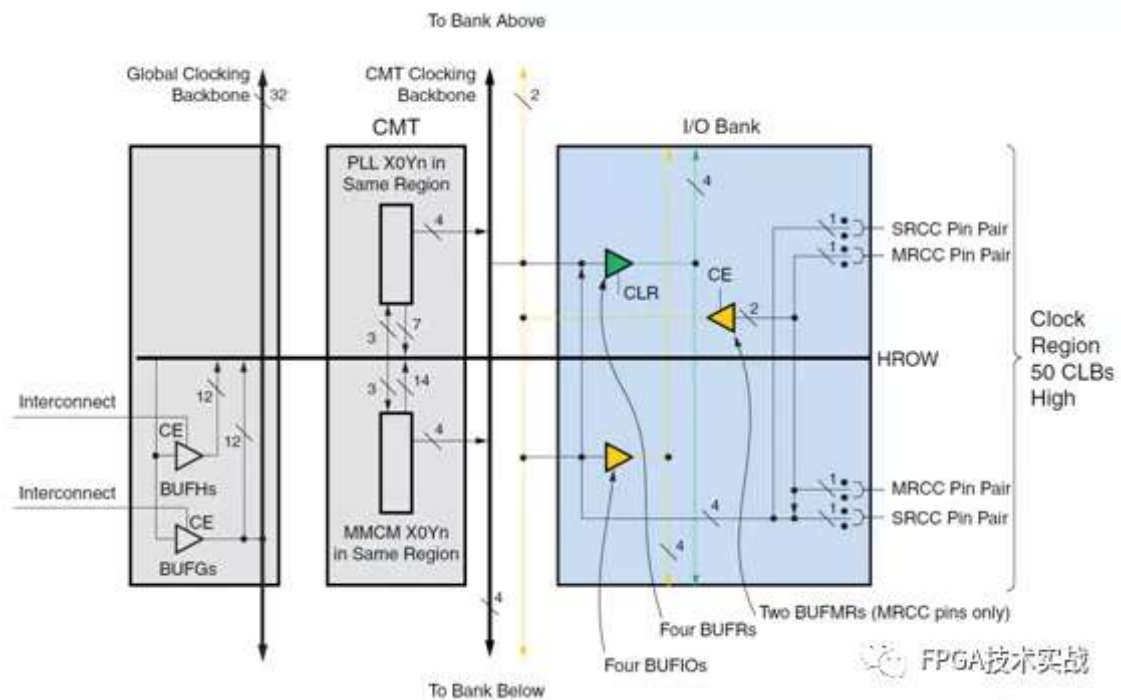 To Bank Above
Global Clocking
Backbone
32
CMT Clocking
Backbone
2
CMT
I/O Bank
PLL X0Yn in
Same Region
4
4
1
SRCC Pin Pair
1
MRCC Pin Pair
CE
CLR
2
3
7
Clock
Region
50 CLBs
High
HROW
3
14
12
Interconnect
4
CE
12
BUFHs
1
MRCC Pin Pair
Interconnect
CE
4
1
SRCC Pin Pair
MMCM X0Yn
in Same Region
BUFGs
4
4
Two BUFMRs (MRCC pins only)
Four BUFRs
Four BUFIOs
FPGA技术实战
To Bank Below